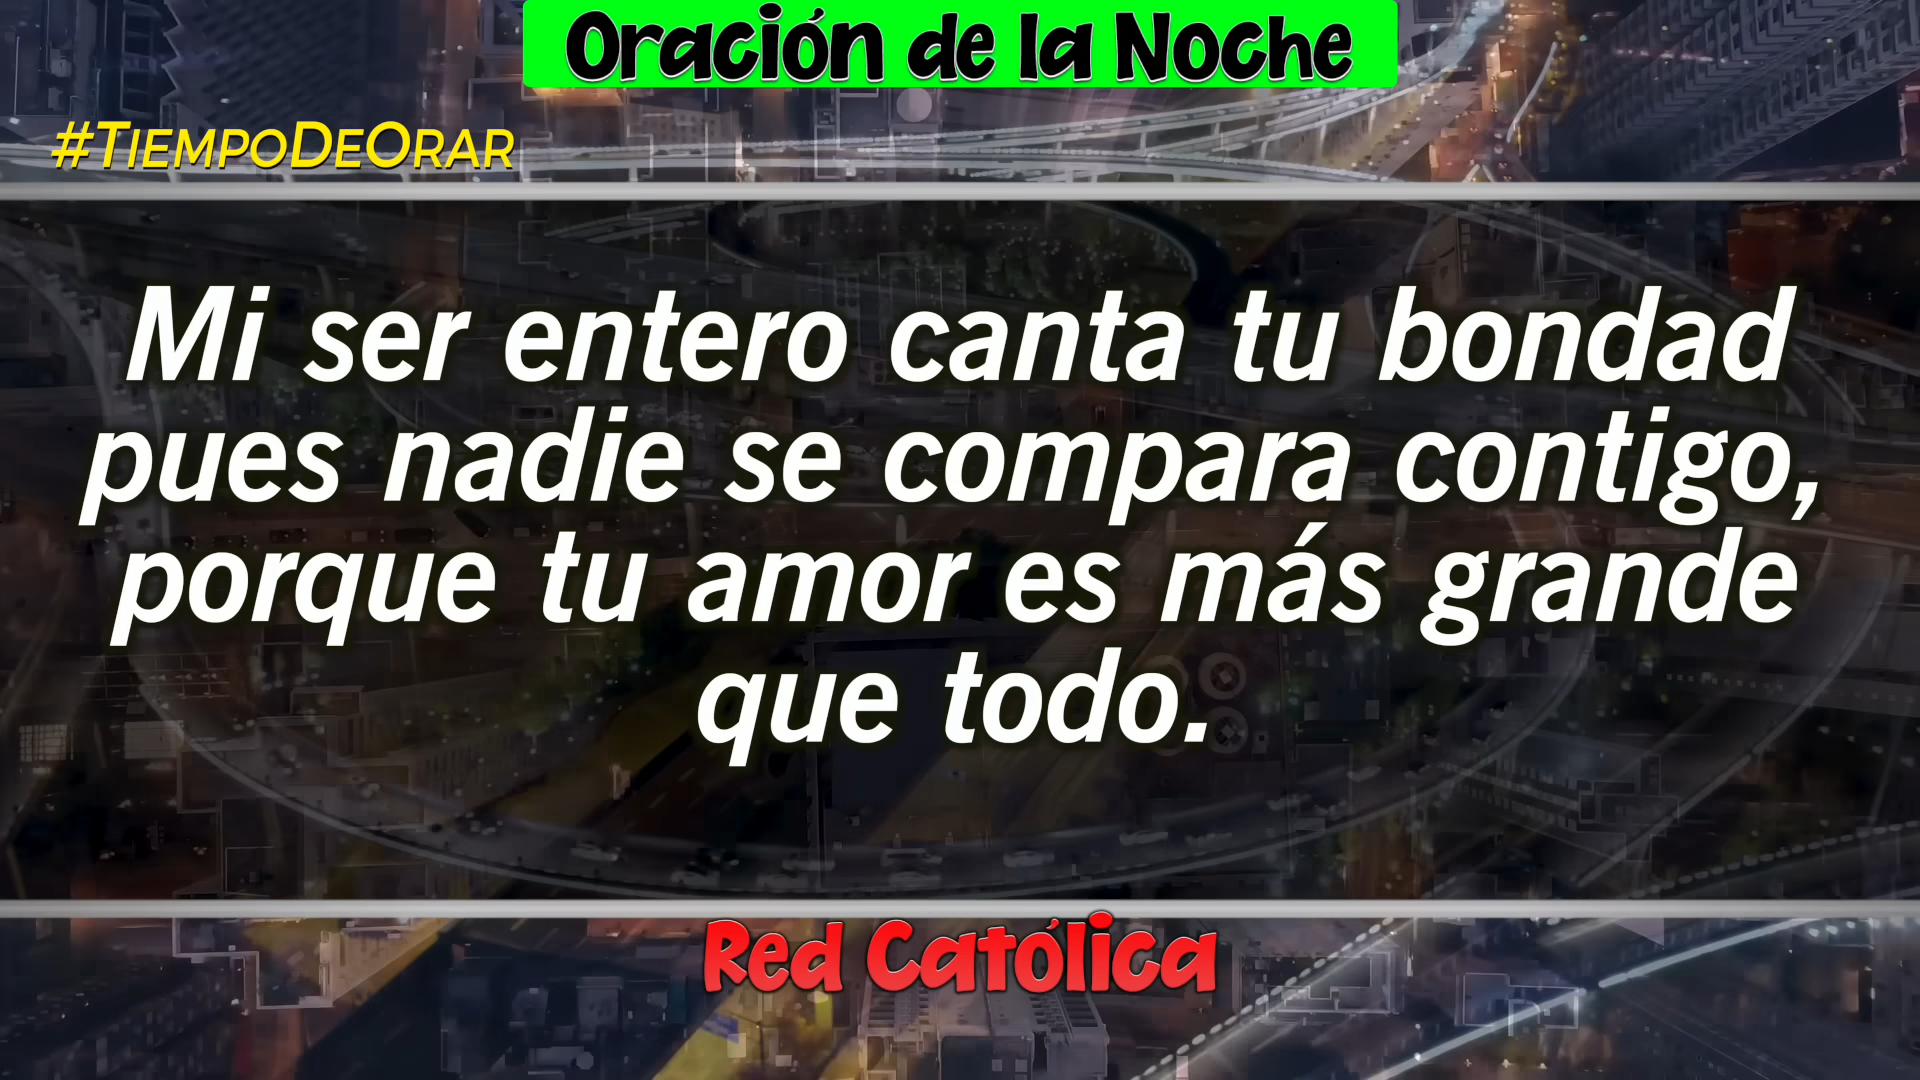 Oración de la Noche
#TiempoDeOrar
Mi ser entero canta tu bondad
pues nadie se compara contigo,
porque tu amor es más grande
que todo.
Red Católica